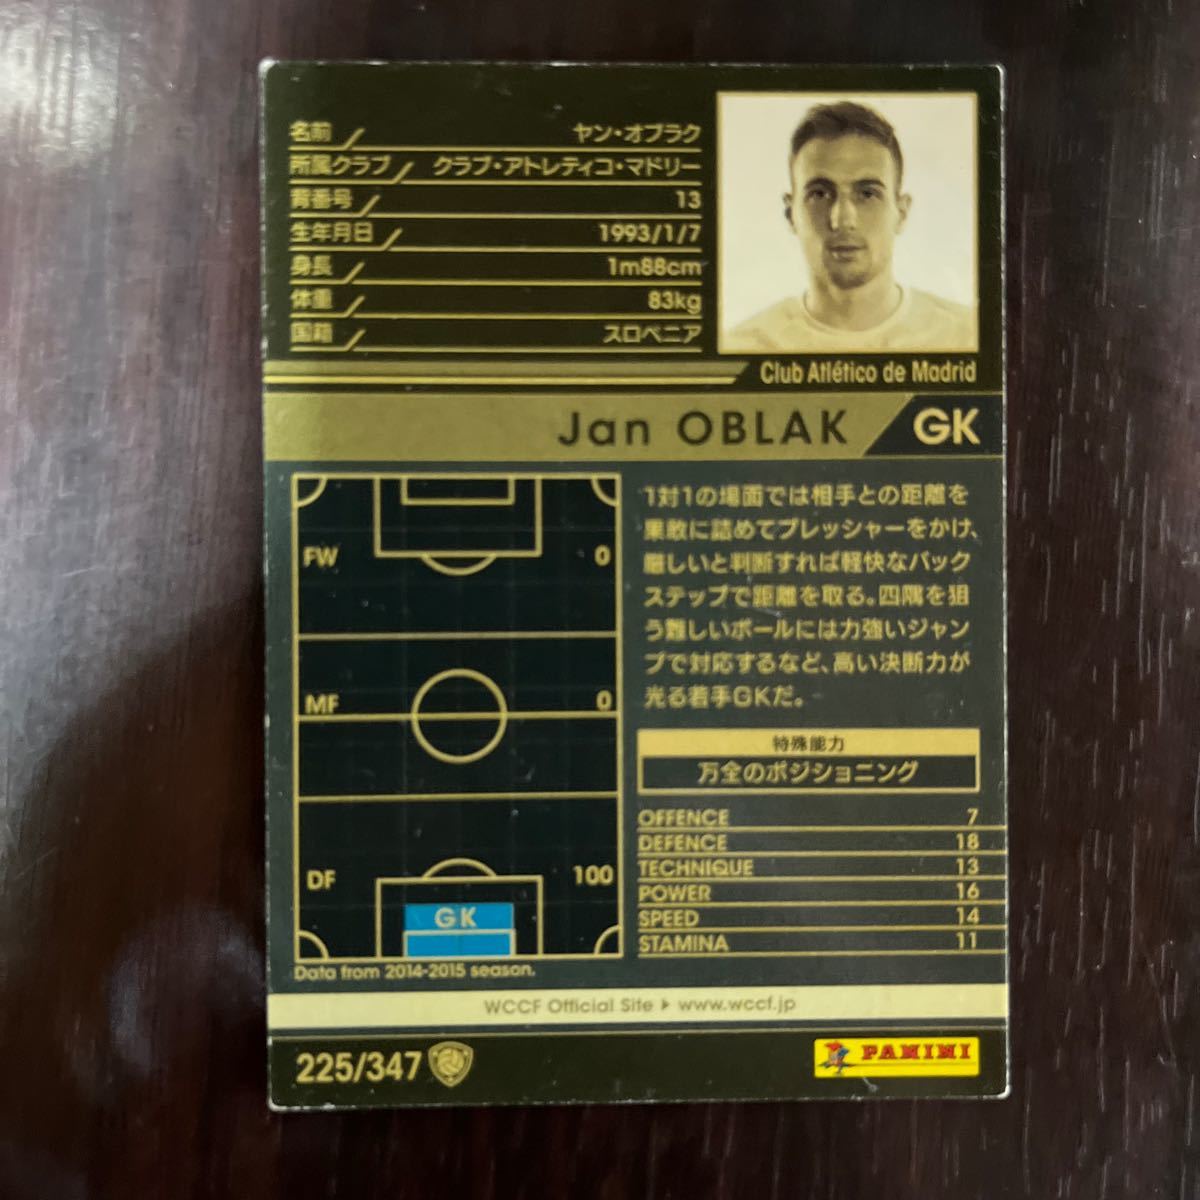 名前 ヤン・オブラク
所属クラブ クラブ・アトレティコ・マドリー
背番号 13
生年月日 1993/1/7
身長 1m88cm
体重 83kg
国籍 スロベニア
Club Atlético de Madrid
Jan OBLAK GK
FW 0
MF 0
DF 100
GK
Data from 2014-2015 season.
1対1の場面では相手との距離を
果敢に詰めてプレッシャーをかけ、
厳しいと判断すれば軽快なバック
ステップで距離を取る。四隅を狙
う難しいボールには力強いジャン
プで対応するなど、高い決断力が
光る若手GKだ。
特殊能力
万全のポジショニング
OFFENCE 7
DEFENCE 18
TECHNIQUE 13
POWER 16
SPEED 14
STAMINA 11
WCCF Official Site ▶ www.wccf.jp
225/347
PANINI